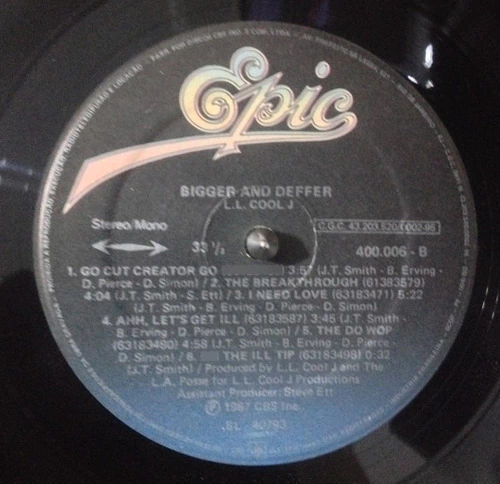 Epic
BIGGER AND DEFFER
L.L. COOL J
Stereo/Mono
33 1/3
C.G.C. 43.203.520/0002-95
400.006 - B
1. GO CUT CREATOR GO 3:57 (J.T. Smith - B. Erving -
D. Pierce - D. Simon) / 2. THE BREAKTHROUGH (61383579)
4:04 (J.T. Smith - S. Ett) / 3. I NEED LOVE (63183471) 5:22
(J.T. Smith - B. Erving - D. Pierce - D. Simon)
4. AHH, LET'S GET ILL (63183587) 3:45 (J.T. Smith -
B. Erving - D. Pierce - D. Simon) / 5. THE DO WOP
(63183480) 4:58 (J.T. Smith - B. Erving - D. Pierce -
D. Simon) / 6. THE ILL TIP (63183498) 0:32
(J.T. Smith) / Produced by L.L. Cool J and The
L.A. Posse for L.L. Cool J Productions
Assistant Producer: Steve Ett
Ⓟ 1987 CBS Inc.
.SL - 40793